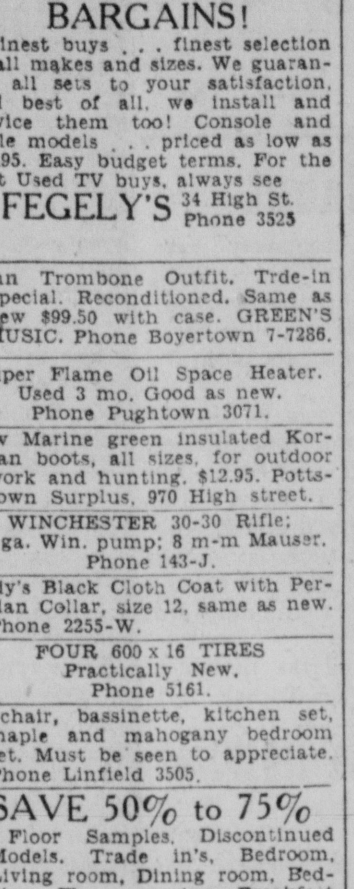 BARGAINS!
inest buys . . . finest selection
all makes and sizes. We guaran-
all sets to your satisfaction.
best of all, we install and
vice them too! Console and
le models . . . priced as low as
95. Easy budget terms. For the
t Used TV buys, always see
FEGELY'S 34 High St.
Phone 3525
an Trombone Outfit. Trde-in
pecial. Reconditioned. Same as
ew $99.50 with case. GREEN'S
MUSIC. Phone Boyertown 7-7286.
per Flame Oil Space Heater.
Used 3 mo. Good as new.
Phone Pughtown 3071.
w Marine green insulated Kor-
an boots, all sizes, for outdoor
work and hunting. $12.95. Potts-
own Surplus, 970 High street.
WINCHESTER 30-30 Rifle;
ga. Win. pump; 8 m-m Mauser.
Phone 143-J.
dy's Black Cloth Coat with Per-
ian Collar, size 12, same as new.
Phone 2255-W.
FOUR 600 x 16 TIRES
Practically New.
Phone 5161.
chair, bassinette, kitchen set,
maple and mahogany bedroom
et. Must be seen to appreciate.
Phone Linfield 3505.
SAVE 50% to 75%
Floor Samples, Discontinued
Models. Trade in's, Bedroom,
Living room, Dining room, Bed-